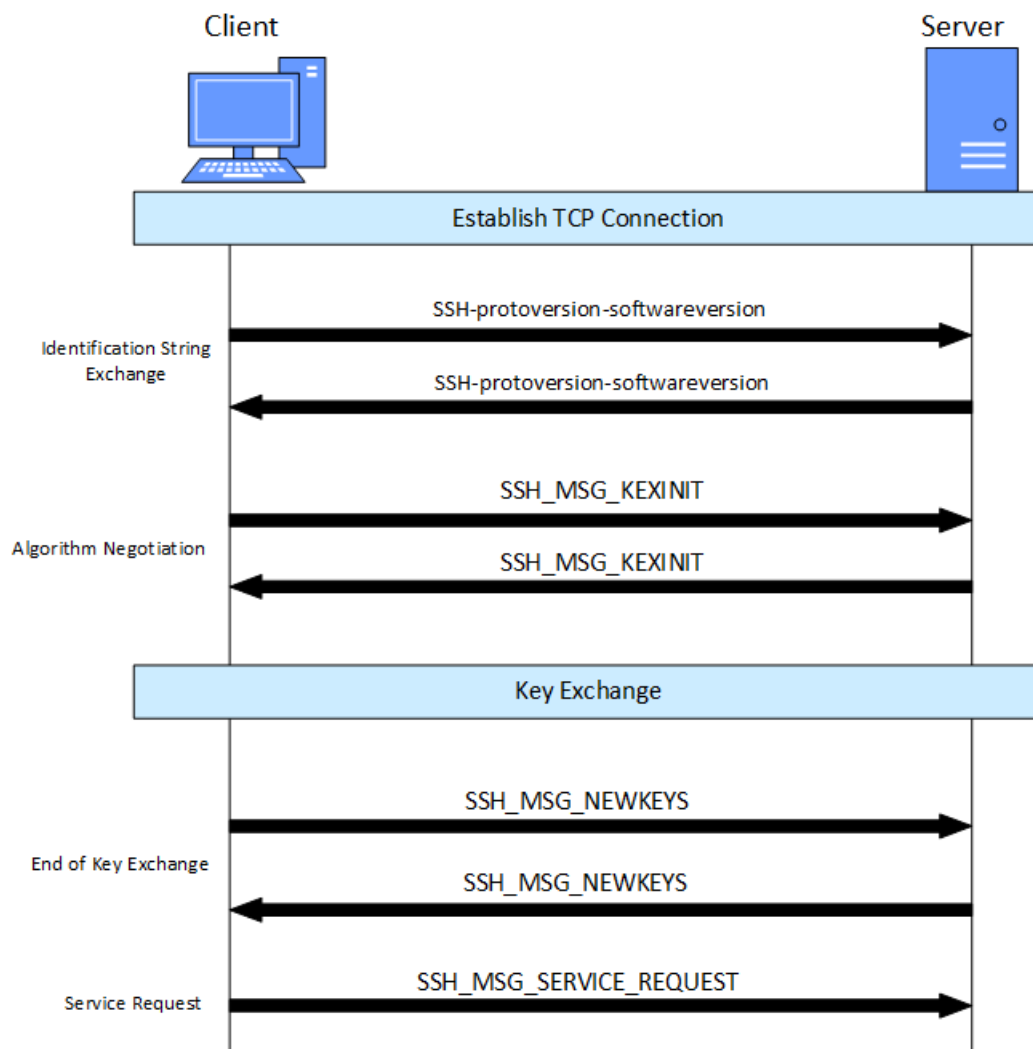 Client
Server
Establish TCP Connection
SSH-protoversion-softwareversion
Identification String
Exchange
SSH-protoversion-softwareversion
SSH_MSG_KEXINIT
Algorithm Negotiation
SSH_MSG_KEXINIT
Key Exchange
SSH_MSG_NEWKEYS
End of Key Exchange
SSH_MSG_NEWKEYS
SSH_MSG_SERVICE_REQUEST
Service Request